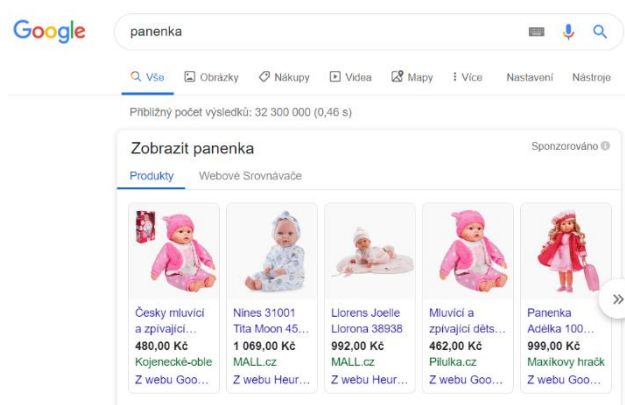 Google
panenka
Vše Obrázky Nákupy Videa Mapy Více Nastavení Nástroje
Přibližný počet výsledků: 32 300 000 (0,46 s)
Zobrazit panenka
Sponzorováno
Produkty Webové Srovnávače
Česky mluvící
a zpívající...
480,00 Kč
Kojenecké-oble
Z webu Goo...
Nines 31001
Tita Moon 45...
1 069,00 Kč
MALL.cz
Z webu Heur...
Llorens Joelle
Llorona 38938
992,00 Kč
MALL.cz
Z webu Heur...
Mluvící a
zpívající děts...
462,00 Kč
Pilulka.cz
Z webu Goo...
Panenka
Adélka 100...
999,00 Kč
Maxíkovy hračk
Z webu Goo...